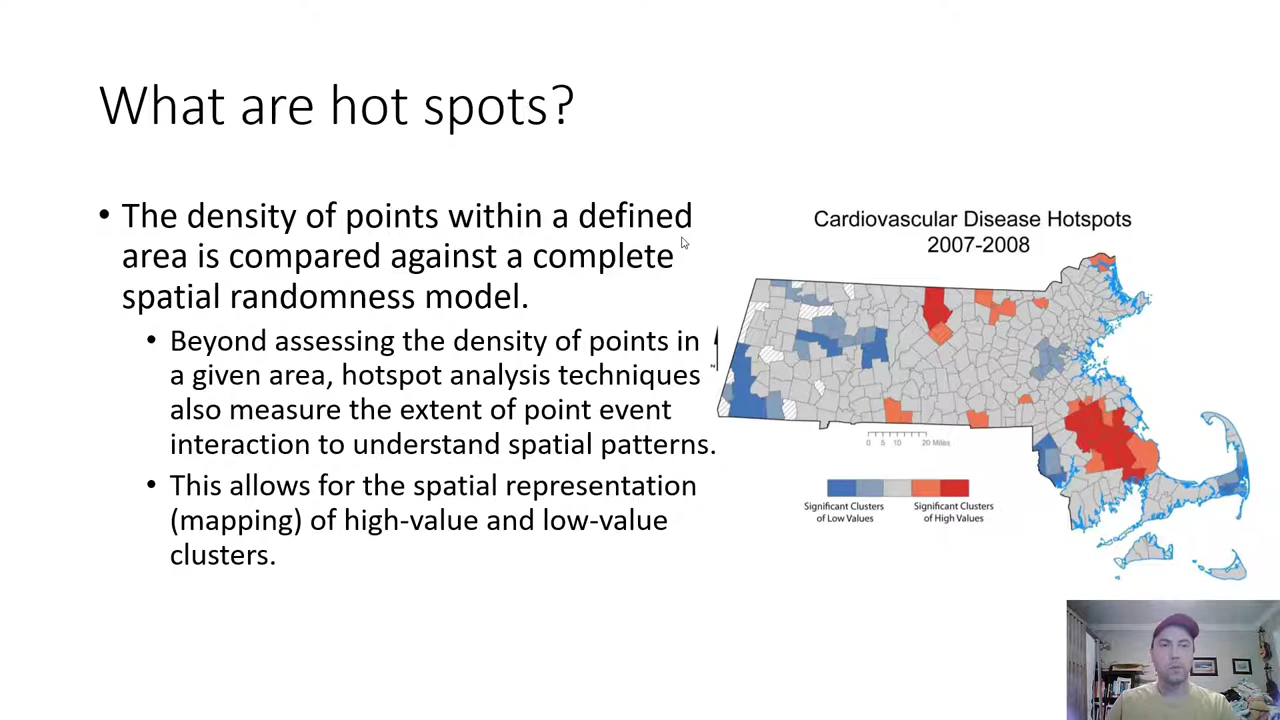 What are hot spots?
• The density of points within a defined
area is compared against a complete
spatial randomness model.
• Beyond assessing the density of points in
a given area, hotspot analysis techniques
also measure the extent of point event
interaction to understand spatial patterns.
• This allows for the spatial representation
(mapping) of high-value and low-value
clusters.
Cardiovascular Disease Hotspots
2007-2008
0 5 10 20 Miles
Significant Clusters
of Low Values
Significant Clusters
of High Values